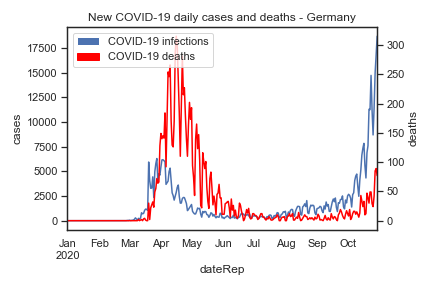 New COVID-19 daily cases and deaths - Germany
COVID-19 infections
COVID-19 deaths
17500
15000
12500
10000
7500
5000
2500
0
cases
300
250
200
150
100
50
0
deaths
Jan Feb Mar Apr May Jun Jul Aug Sep Oct
2020
dateRep